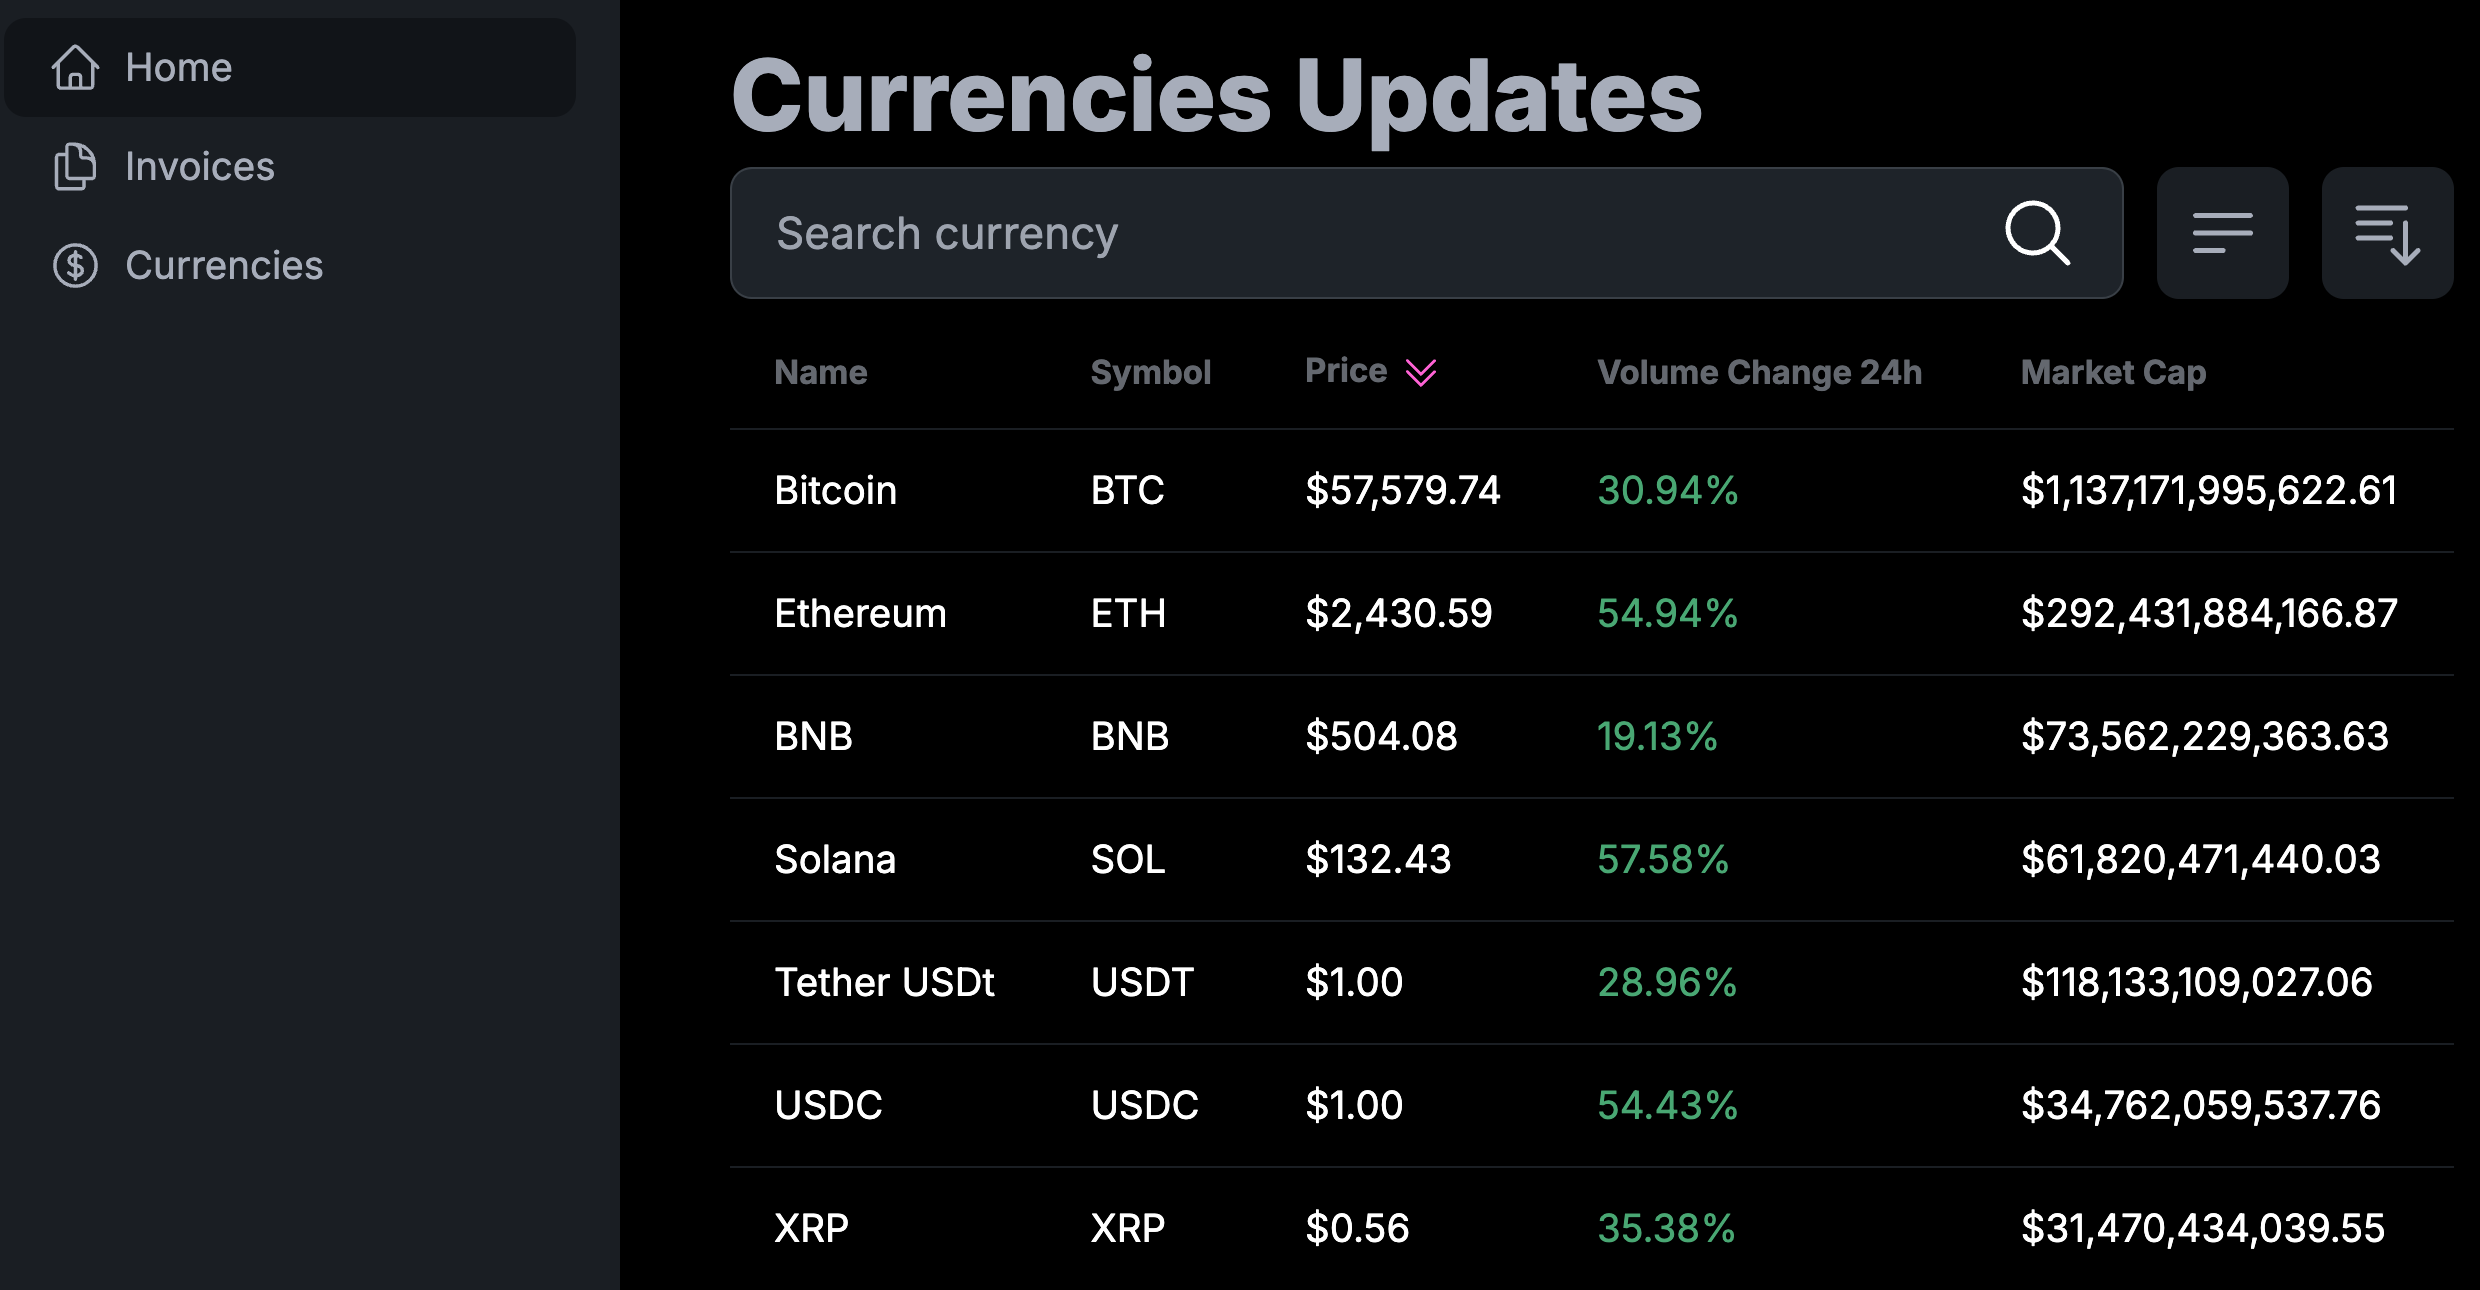 Home
Invoices
Currencies
Currencies Updates
Search currency
Name Symbol Price Volume Change 24h Market Cap
Bitcoin BTC $57,579.74 30.94% $1,137,171,995,622.61
Ethereum ETH $2,430.59 54.94% $292,431,884,166.87
BNB BNB $504.08 19.13% $73,562,229,363.63
Solana SOL $132.43 57.58% $61,820,471,440.03
Tether USDt USDT $1.00 28.96% $118,133,109,027.06
USDC USDC $1.00 54.43% $34,762,059,537.76
XRP XRP $0.56 35.38% $31,470,434,039.55